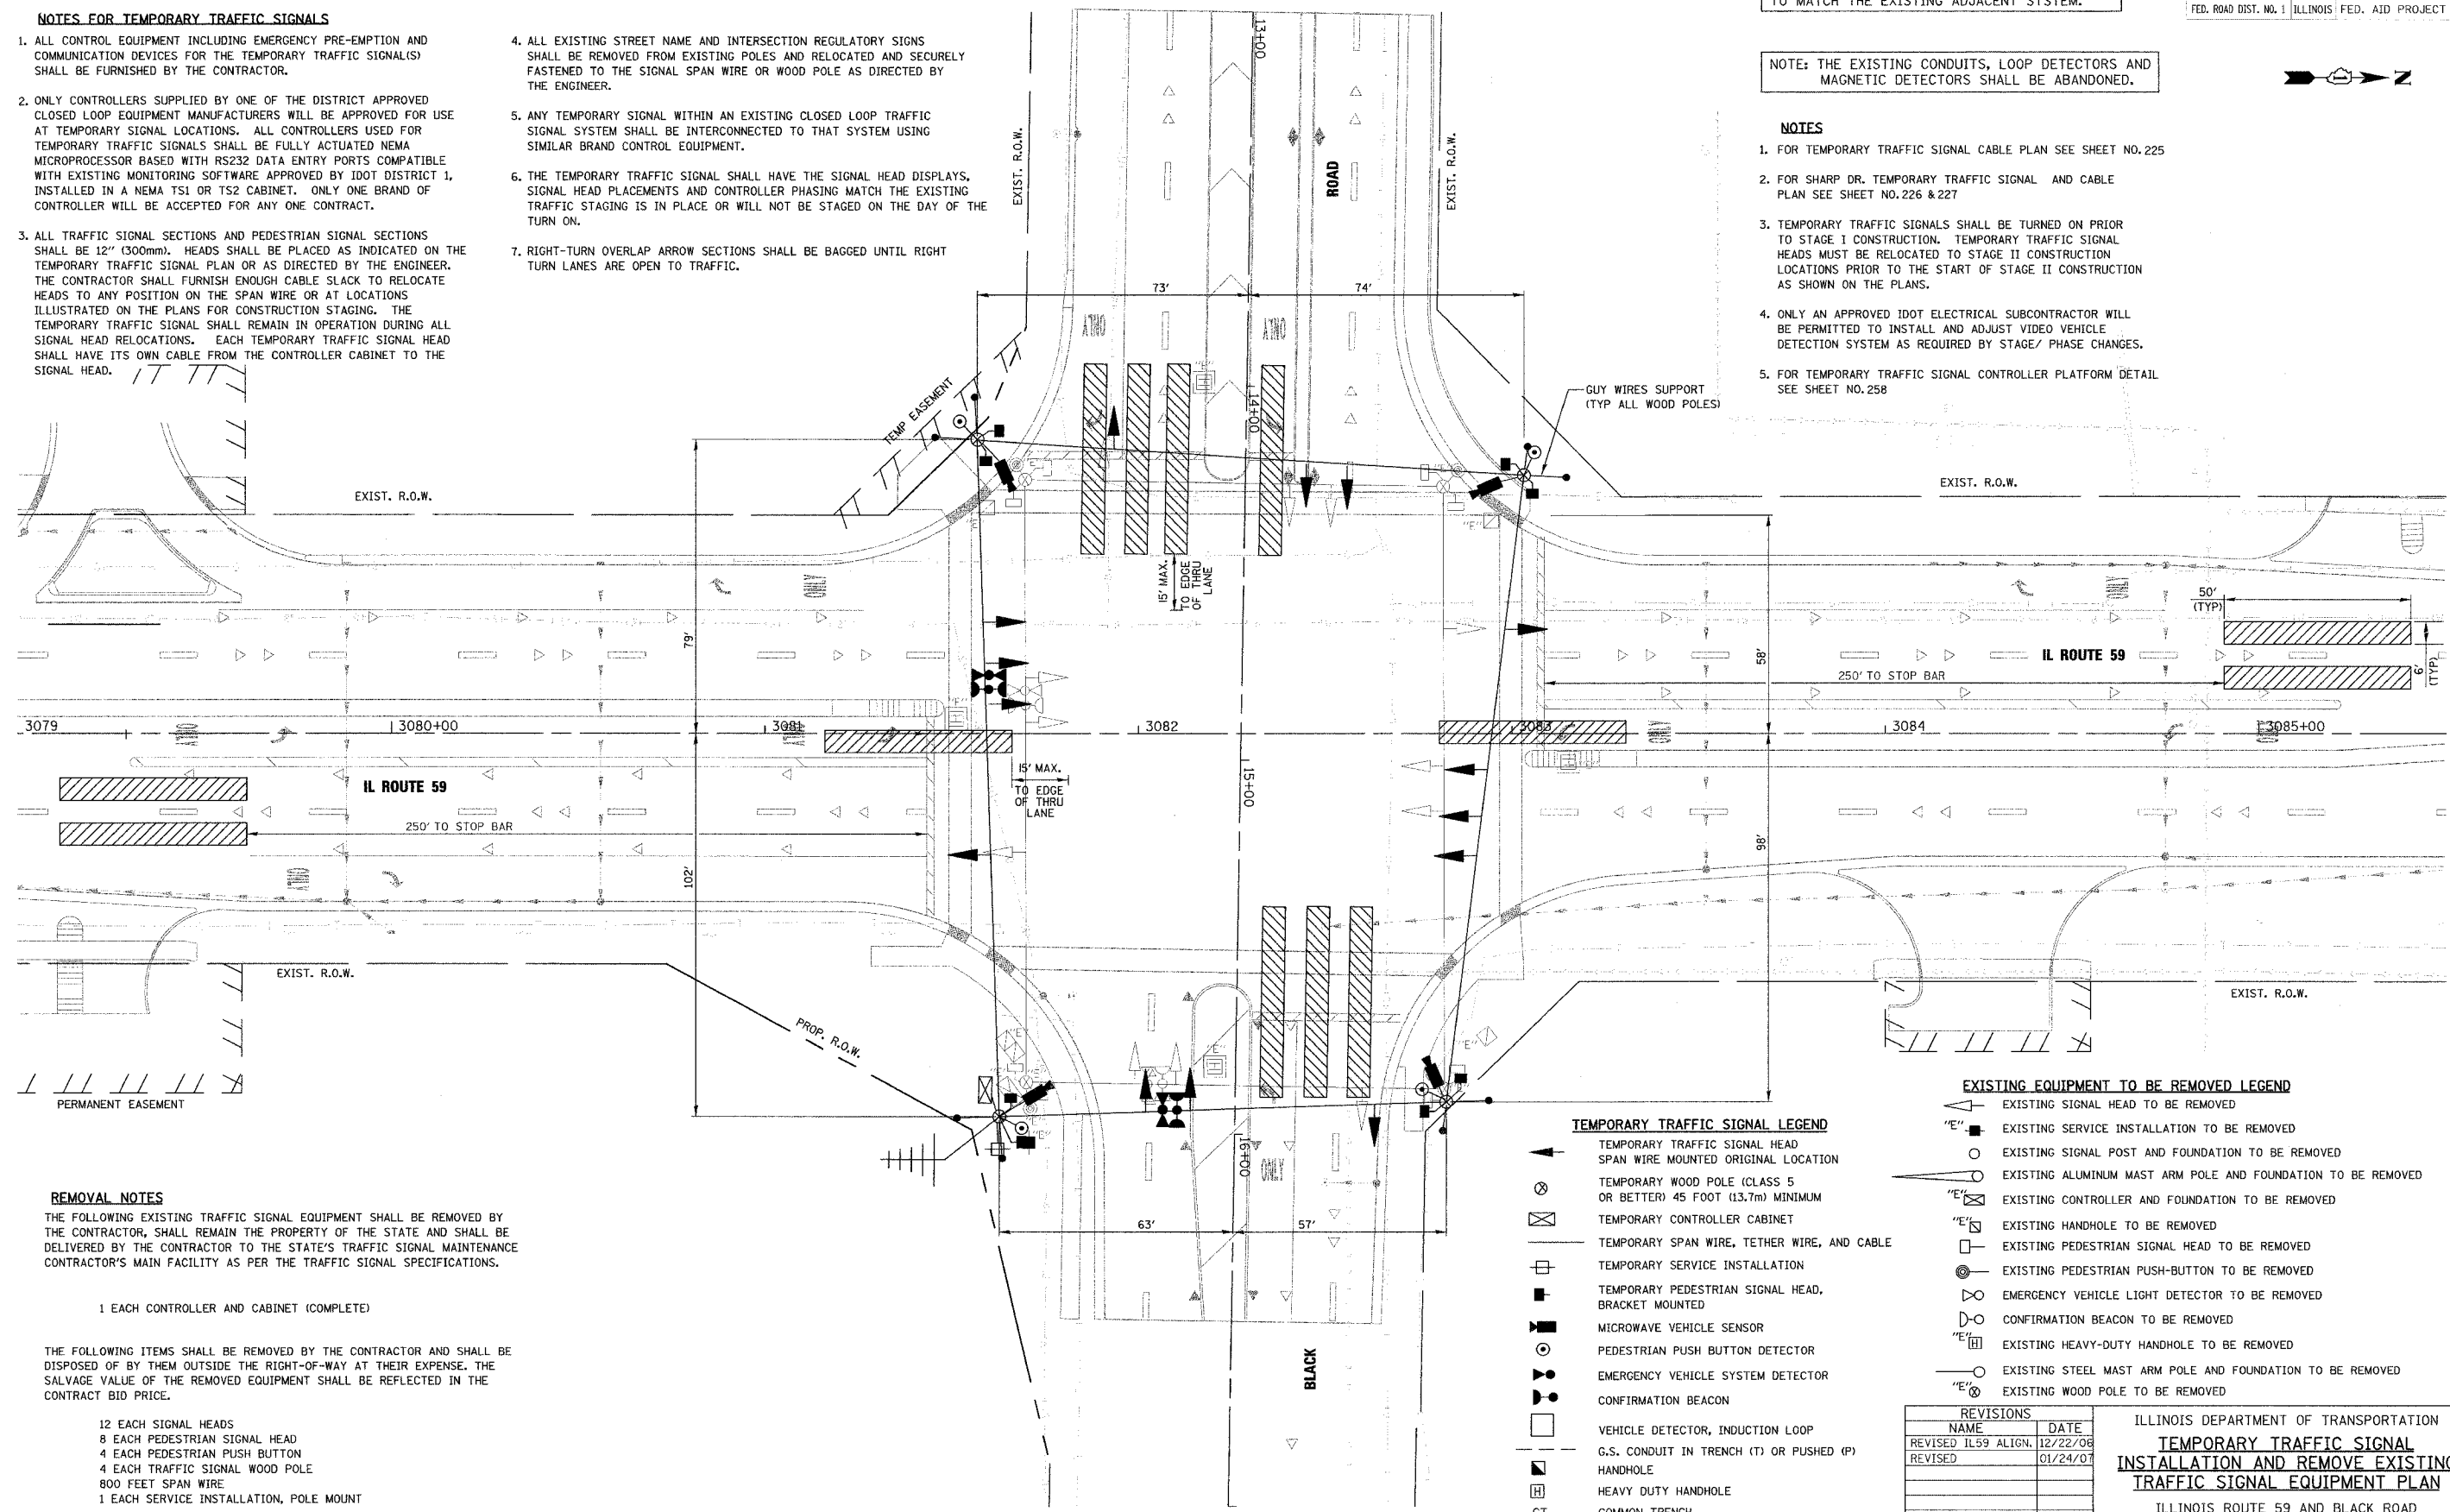 NOTES FOR TEMPORARY TRAFFIC SIGNALS
1. ALL CONTROL EQUIPMENT INCLUDING EMERGENCY PRE-EMPTION AND
COMMUNICATION DEVICES FOR THE TEMPORARY TRAFFIC SIGNAL(S)
SHALL BE FURNISHED BY THE CONTRACTOR.
2. ONLY CONTROLLERS SUPPLIED BY ONE OF THE DISTRICT APPROVED
CLOSED LOOP EQUIPMENT MANUFACTURERS WILL BE APPROVED FOR USE
AT TEMPORARY SIGNAL LOCATIONS. ALL CONTROLLERS USED FOR
TEMPORARY TRAFFIC SIGNALS SHALL BE FULLY ACTUATED NEMA
MICROPROCESSOR BASED WITH RS232 DATA ENTRY PORTS COMPATIBLE
WITH EXISTING MONITORING SOFTWARE APPROVED BY IDOT DISTRICT 1,
INSTALLED IN A NEMA TS1 OR TS2 CABINET. ONLY ONE BRAND OF
CONTROLLER WILL BE ACCEPTED FOR ANY ONE CONTRACT.
3. ALL TRAFFIC SIGNAL SECTIONS AND PEDESTRIAN SIGNAL SECTIONS
SHALL BE 12" (300mm). HEADS SHALL BE PLACED AS INDICATED ON THE
TEMPORARY TRAFFIC SIGNAL PLAN OR AS DIRECTED BY THE ENGINEER.
THE CONTRACTOR SHALL FURNISH ENOUGH CABLE SLACK TO RELOCATE
HEADS TO ANY POSITION ON THE SPAN WIRE OR AT LOCATIONS
ILLUSTRATED ON THE PLANS FOR CONSTRUCTION STAGING. THE
TEMPORARY TRAFFIC SIGNAL SHALL REMAIN IN OPERATION DURING ALL
SIGNAL HEAD RELOCATIONS. EACH TEMPORARY TRAFFIC SIGNAL HEAD
SHALL HAVE ITS OWN CABLE FROM THE CONTROLLER CABINET TO THE
SIGNAL HEAD.
4. ALL EXISTING STREET NAME AND INTERSECTION REGULATORY SIGNS
SHALL BE REMOVED FROM EXISTING POLES AND RELOCATED AND SECURELY
FASTENED TO THE SIGNAL SPAN WIRE OR WOOD POLE AS DIRECTED BY
THE ENGINEER.
5. ANY TEMPORARY SIGNAL WITHIN AN EXISTING CLOSED LOOP TRAFFIC
SIGNAL SYSTEM SHALL BE INTERCONNECTED TO THAT SYSTEM USING
SIMILAR BRAND CONTROL EQUIPMENT.
6. THE TEMPORARY TRAFFIC SIGNAL SHALL HAVE THE SIGNAL HEAD DISPLAYS,
SIGNAL HEAD PLACEMENTS AND CONTROLLER PHASING MATCH THE EXISTING
TRAFFIC STAGING IS IN PLACE OR WILL NOT BE STAGED ON THE DAY OF THE
TURN ON.
7. RIGHT-TURN OVERLAP ARROW SECTIONS SHALL BE BAGGED UNTIL RIGHT
TURN LANES ARE OPEN TO TRAFFIC.
TO MATCH THE EXISTING ADJACENT SYSTEM.
FED. ROAD DIST. NO. 1 ILLINOIS FED. AID PROJECT
NOTE: THE EXISTING CONDUITS, LOOP DETECTORS AND
MAGNETIC DETECTORS SHALL BE ABANDONED.
N
NOTES
1. FOR TEMPORARY TRAFFIC SIGNAL CABLE PLAN SEE SHEET NO. 225
2. FOR SHARP DR. TEMPORARY TRAFFIC SIGNAL AND CABLE
PLAN SEE SHEET NO. 226 & 227
3. TEMPORARY TRAFFIC SIGNALS SHALL BE TURNED ON PRIOR
TO STAGE I CONSTRUCTION. TEMPORARY TRAFFIC SIGNAL
HEADS MUST BE RELOCATED TO STAGE II CONSTRUCTION
LOCATIONS PRIOR TO THE START OF STAGE II CONSTRUCTION
AS SHOWN ON THE PLANS.
4. ONLY AN APPROVED IDOT ELECTRICAL SUBCONTRACTOR WILL
BE PERMITTED TO INSTALL AND ADJUST VIDEO VEHICLE
DETECTION SYSTEM AS REQUIRED BY STAGE/ PHASE CHANGES.
5. FOR TEMPORARY TRAFFIC SIGNAL CONTROLLER PLATFORM DETAIL
SEE SHEET NO. 258
13+00
EXIST. R.O.W.
ROAD
EXIST. R.O.W.
73'
74'
ONLY
ONLY
"E"
14+00
TEMP EASEMENT
GUY WIRES SUPPORT
(TYP ALL WOOD POLES)
EXIST. R.O.W.
EXIST. R.O.W.
"E"
"E"
ONLY
15' MAX.
TO EDGE
OF THRU
LANE
ONLY
50'
(TYP)
79'
58'
IL ROUTE 59
6'
(TYP)
250' TO STOP BAR
"E"
3079
ONLY
3080+00
3081
ONLY
3082
3083
ONLY
3084
3085+00
IL ROUTE 59
15' MAX.
TO EDGE
OF THRU
LANE
15+00
250' TO STOP BAR
98'
102'
ONLY
EXIST. R.O.W.
EXIST. R.O.W.
PROP. R.O.W.
"E"
"E"
"E"
"E"
PERMANENT EASEMENT
16+00
ONLY
63'
57'
BLACK
REMOVAL NOTES
THE FOLLOWING EXISTING TRAFFIC SIGNAL EQUIPMENT SHALL BE REMOVED BY
THE CONTRACTOR, SHALL REMAIN THE PROPERTY OF THE STATE AND SHALL BE
DELIVERED BY THE CONTRACTOR TO THE STATE'S TRAFFIC SIGNAL MAINTENANCE
CONTRACTOR'S MAIN FACILITY AS PER THE TRAFFIC SIGNAL SPECIFICATIONS.
1 EACH CONTROLLER AND CABINET (COMPLETE)
THE FOLLOWING ITEMS SHALL BE REMOVED BY THE CONTRACTOR AND SHALL BE
DISPOSED OF BY THEM OUTSIDE THE RIGHT-OF-WAY AT THEIR EXPENSE. THE
SALVAGE VALUE OF THE REMOVED EQUIPMENT SHALL BE REFLECTED IN THE
CONTRACT BID PRICE.
12 EACH SIGNAL HEADS
8 EACH PEDESTRIAN SIGNAL HEAD
4 EACH PEDESTRIAN PUSH BUTTON
4 EACH TRAFFIC SIGNAL WOOD POLE
800 FEET SPAN WIRE
1 EACH SERVICE INSTALLATION, POLE MOUNT
TEMPORARY TRAFFIC SIGNAL LEGEND
TEMPORARY TRAFFIC SIGNAL HEAD
SPAN WIRE MOUNTED ORIGINAL LOCATION
TEMPORARY WOOD POLE (CLASS 5
OR BETTER) 45 FOOT (13.7m) MINIMUM
TEMPORARY CONTROLLER CABINET
TEMPORARY SPAN WIRE, TETHER WIRE, AND CABLE
TEMPORARY SERVICE INSTALLATION
TEMPORARY PEDESTRIAN SIGNAL HEAD,
BRACKET MOUNTED
MICROWAVE VEHICLE SENSOR
PEDESTRIAN PUSH BUTTON DETECTOR
EMERGENCY VEHICLE SYSTEM DETECTOR
CONFIRMATION BEACON
VEHICLE DETECTOR, INDUCTION LOOP
G.S. CONDUIT IN TRENCH (T) OR PUSHED (P)
HANDHOLE
H HEAVY DUTY HANDHOLE
CT COMMON TRENCH
EXISTING EQUIPMENT TO BE REMOVED LEGEND
EXISTING SIGNAL HEAD TO BE REMOVED
"E" EXISTING SERVICE INSTALLATION TO BE REMOVED
EXISTING SIGNAL POST AND FOUNDATION TO BE REMOVED
EXISTING ALUMINUM MAST ARM POLE AND FOUNDATION TO BE REMOVED
"E" EXISTING CONTROLLER AND FOUNDATION TO BE REMOVED
"E" EXISTING HANDHOLE TO BE REMOVED
EXISTING PEDESTRIAN SIGNAL HEAD TO BE REMOVED
EXISTING PEDESTRIAN PUSH-BUTTON TO BE REMOVED
EMERGENCY VEHICLE LIGHT DETECTOR TO BE REMOVED
CONFIRMATION BEACON TO BE REMOVED
"E" H EXISTING HEAVY-DUTY HANDHOLE TO BE REMOVED
EXISTING STEEL MAST ARM POLE AND FOUNDATION TO BE REMOVED
"E" EXISTING WOOD POLE TO BE REMOVED
REVISIONS
NAME DATE
REVISED IL59 ALIGN. 12/22/06
REVISED 01/24/07
ILLINOIS DEPARTMENT OF TRANSPORTATION
TEMPORARY TRAFFIC SIGNAL
INSTALLATION AND REMOVE EXISTING
TRAFFIC SIGNAL EQUIPMENT PLAN
ILLINOIS ROUTE 59 AND BLACK ROAD